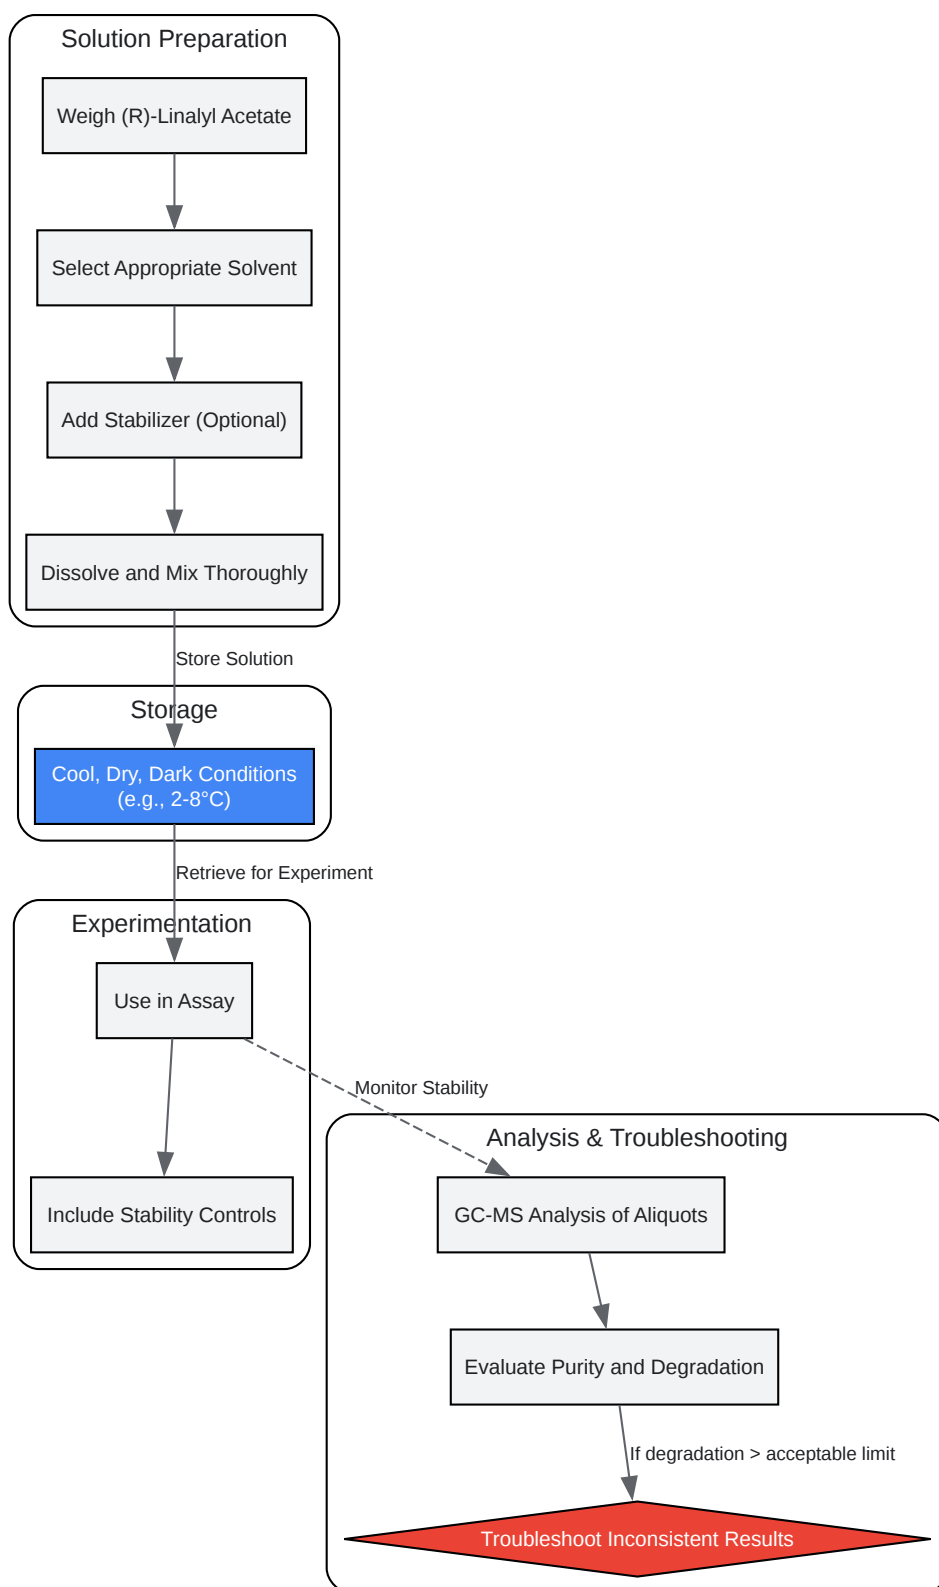 Solution Preparation
Weigh (R)-Linalyl Acetate
Select Appropriate Solvent
Add Stabilizer (Optional)
Dissolve and Mix Thoroughly
Store Solution
Storage
Cool, Dry, Dark Conditions
(e.g., 2-8°C)
Retrieve for Experiment
Experimentation
Use in Assay
Monitor Stability
Include Stability Controls
Analysis & Troubleshooting
GC-MS Analysis of Aliquots
Evaluate Purity and Degradation
If degradation > acceptable limit
Troubleshoot Inconsistent Results